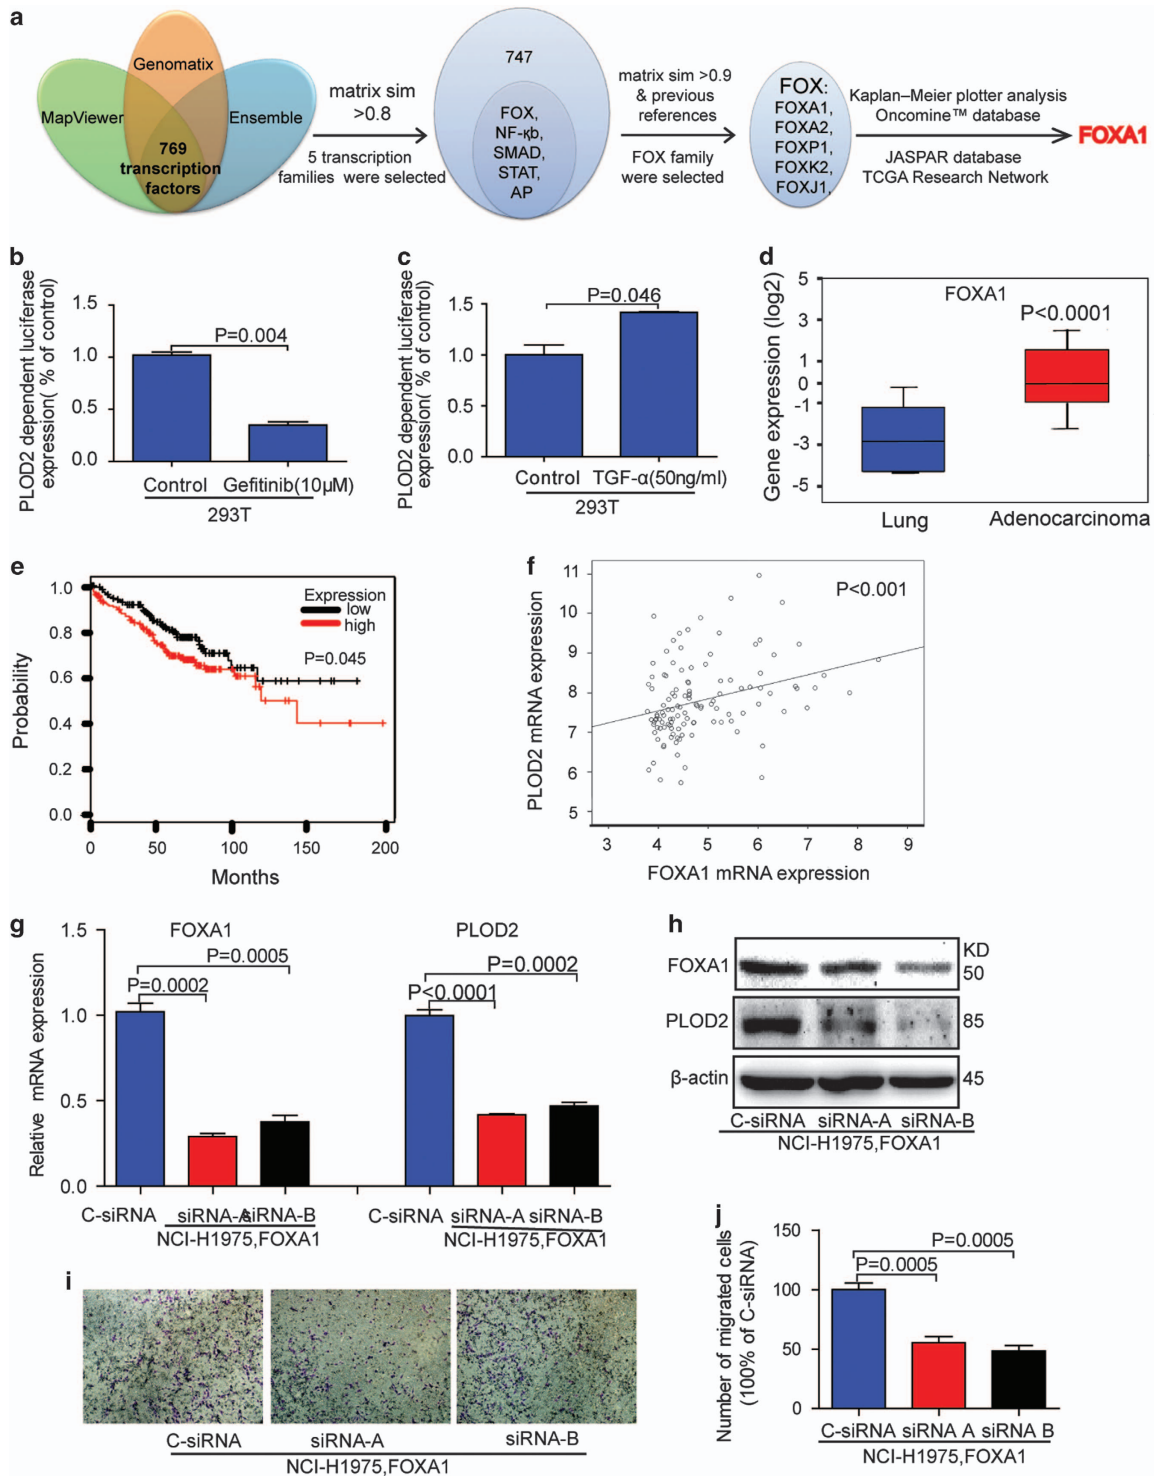 a
MapViewer
Genomatix
Ensemble
769
transcription
factors
matrix sim
>0.8
5 transcription
families were selected
747
FOX,
NF-κb,
SMAD,
STAT,
AP
matrix sim >0.9
& previous
references
FOX family
were selected
FOX:
FOXA1,
FOXA2,
FOXP1,
FOXK2,
FOXJ1,
Kaplan–Meier plotter analysis
Oncomine™ database
JASPAR database
TCGA Research Network
FOXA1
b
PLOD2 dependent luciferase
expression( % of control)
1.5
1.0
0.5
0.0
P=0.004
Control
Gefitinib(10μM)
293T
c
PLOD2 dependent luciferase
expression( % of control)
1.5
1.0
0.5
0.0
P=0.046
Control
TGF-α(50ng/ml)
293T
d
Gene expression (log2)
5
3
1
0
-1
-3
-5
FOXA1
P<0.0001
Lung
Adenocarcinoma
e
Probability
1.0
0.8
0.6
0.4
0.2
0.0
Expression
low
high
P=0.045
0
50
100
150
200
Months
f
PLOD2 mRNA expression
11
10
9
8
7
6
5
P<0.001
3
4
5
6
7
8
9
FOXA1 mRNA expression
g
Relative mRNA expression
1.5
1.0
0.5
0.0
FOXA1
P=0.0005
P=0.0002
PLOD2
P=0.0002
P<0.0001
C-siRNA
siRNA-A
siRNA-B
NCI-H1975,FOXA1
C-siRNA
siRNA-A
siRNA-B
NCI-H1975,FOXA1
h
FOXA1
PLOD2
β-actin
KD
50
85
45
C-siRNA
siRNA-A
siRNA-B
NCI-H1975,FOXA1
i
C-siRNA
siRNA-A
siRNA-B
NCI-H1975,FOXA1
j
Number of migrated cells
(100% of C-siRNA)
150
100
50
0
P=0.0005
P=0.0005
C-siRNA
siRNA A
siRNA B
NCI-H1975,FOXA1